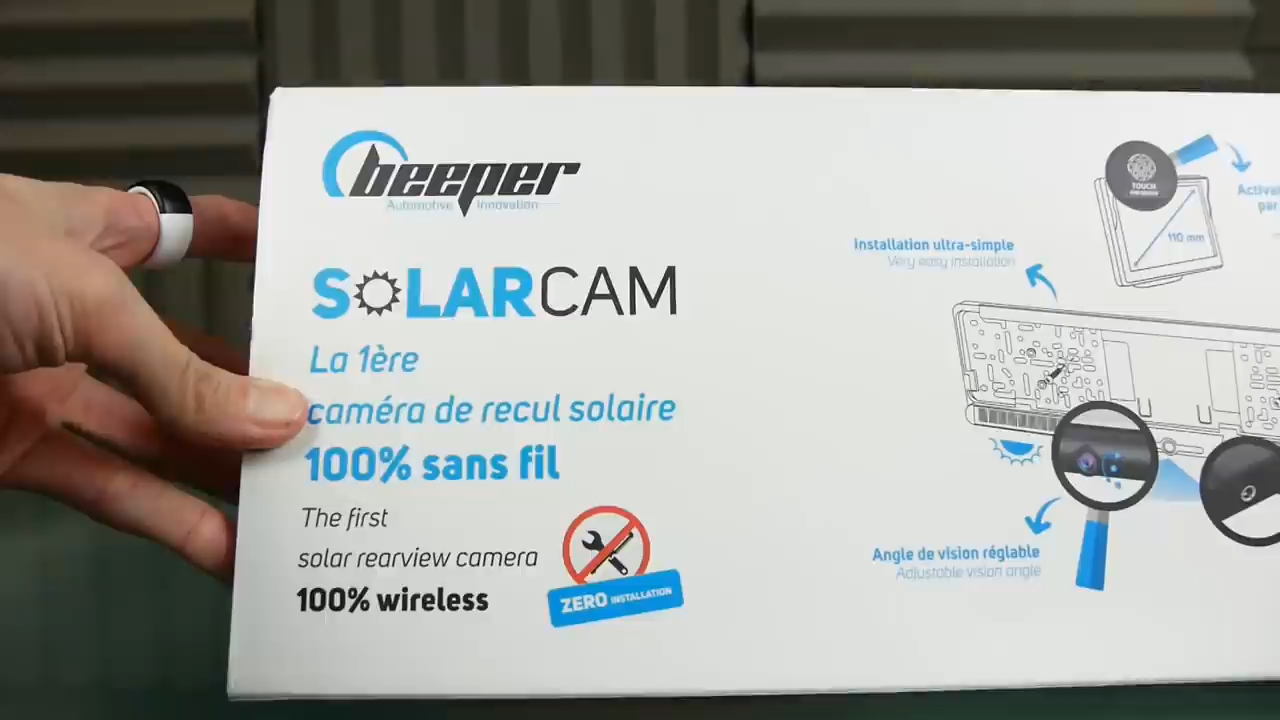 beeper
Automotive Innovation
SOLARCAM
La 1ère
caméra de recul solaire
100% sans fil
The first
solar rearview camera
100% wireless
ZERO INSTALLATION
Installation ultra-simple
Very easy installation
TOUCH
110 mm
par
Angle de vision réglable
Adjustable vision angle